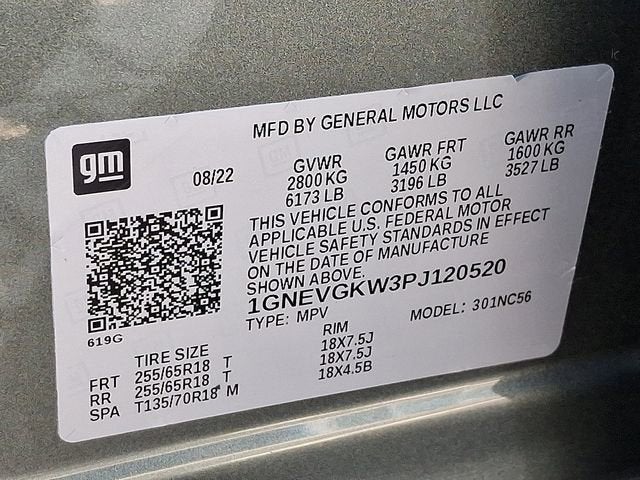 MFD BY GENERAL MOTORS LLC
gm
08/22
GVWR
2800 KG
6173 LB
GAWR FRT
1450 KG
3196 LB
GAWR RR
1600 KG
3527 LB
THIS VEHICLE CONFORMS TO ALL
APPLICABLE U.S. FEDERAL MOTOR
VEHICLE SAFETY STANDARDS IN EFFECT
ON THE DATE OF MANUFACTURE
SHOWN ABOVE.
1GNEVGKW3PJ120520
TYPE: MPV
MODEL: 301NC56
619G
TIRE SIZE
RIM
FRT 255/65R18 T 18X7.5J
RR 255/65R18 T 18X7.5J
SPA T135/70R18 M 18X4.5B